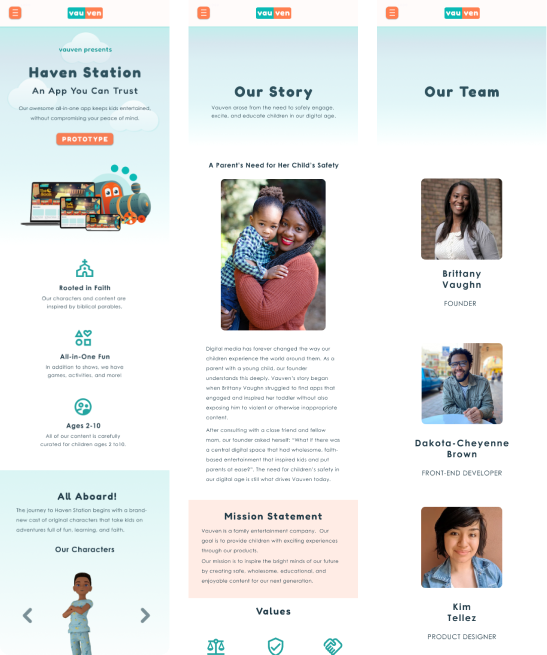 vau ven
vauven presents
Haven Station
An App You Can Trust
Our awesome all-in-one app keeps kids entertained,
without compromising your peace of mind.
PROTOTYPE
Rooted in Faith
Our characters and content are
inspired by biblical parables.
All-in-One Fun
In addition to shows, we have
games, activities, and more!
Ages 2-10
All of our content is carefully
curated for children ages 2 to10.
All Aboard!
The journey to Haven Station begins with a brand-
new cast of original characters that take kids on
adventures full of fun, learning, and faith.
Our Characters
vau ven
Our Story
Vauven arose from the need to safely engage,
excite, and educate children in our digital age.
A Parent's Need for Her Child's Safety
Digital media has forever changed the way our
children experience the world around them. As a
parent with a young child, our founder
understands this deeply. Vauven's story began
when Brittany Vaughn struggled to find apps that
engaged and inspired her toddler without also
exposing him to violent or otherwise inappropriate
content.
After consulting with a close friend and fellow
mom, our founder asked herself: "What if there was
a central digital space that had wholesome, faith-
based entertainment that inspired kids and put
parents at ease?". The need for children's safety in
our digital age is still what drives Vauven today.
Mission Statement
Vauven is a family entertainment company. Our
goal is to provide children with exciting experiences
through our products.
Our mission is to inspire the bright minds of our future
by creating safe, wholesome, educational, and
enjoyable content for our next generation.
Values
vau ven
Our Team
Brittany
Vaughn
FOUNDER
Dakota-Cheyenne
Brown
FRONT-END DEVELOPER
Kim
Tellez
PRODUCT DESIGNER